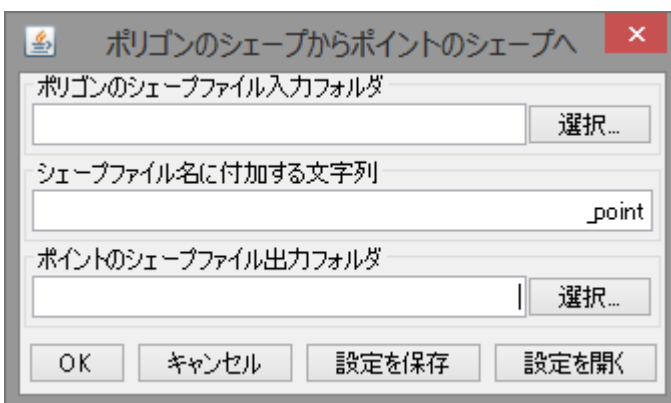 ポリゴンのシェープからポイントのシェープへ
ポリゴンのシェープファイル入力フォルダ
選択...
シェープファイル名に付加する文字列
_point
ポイントのシェープファイル出力フォルダ
選択...
OK キャンセル 設定を保存 設定を開く